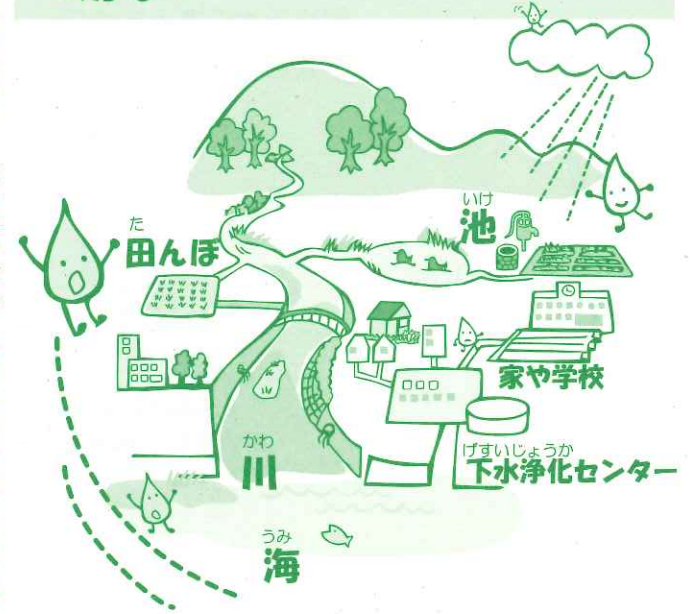 た
田んぼ
いけ
池
家や学校
かわ
川
げすいじょうか
下水浄化センター
うみ
海